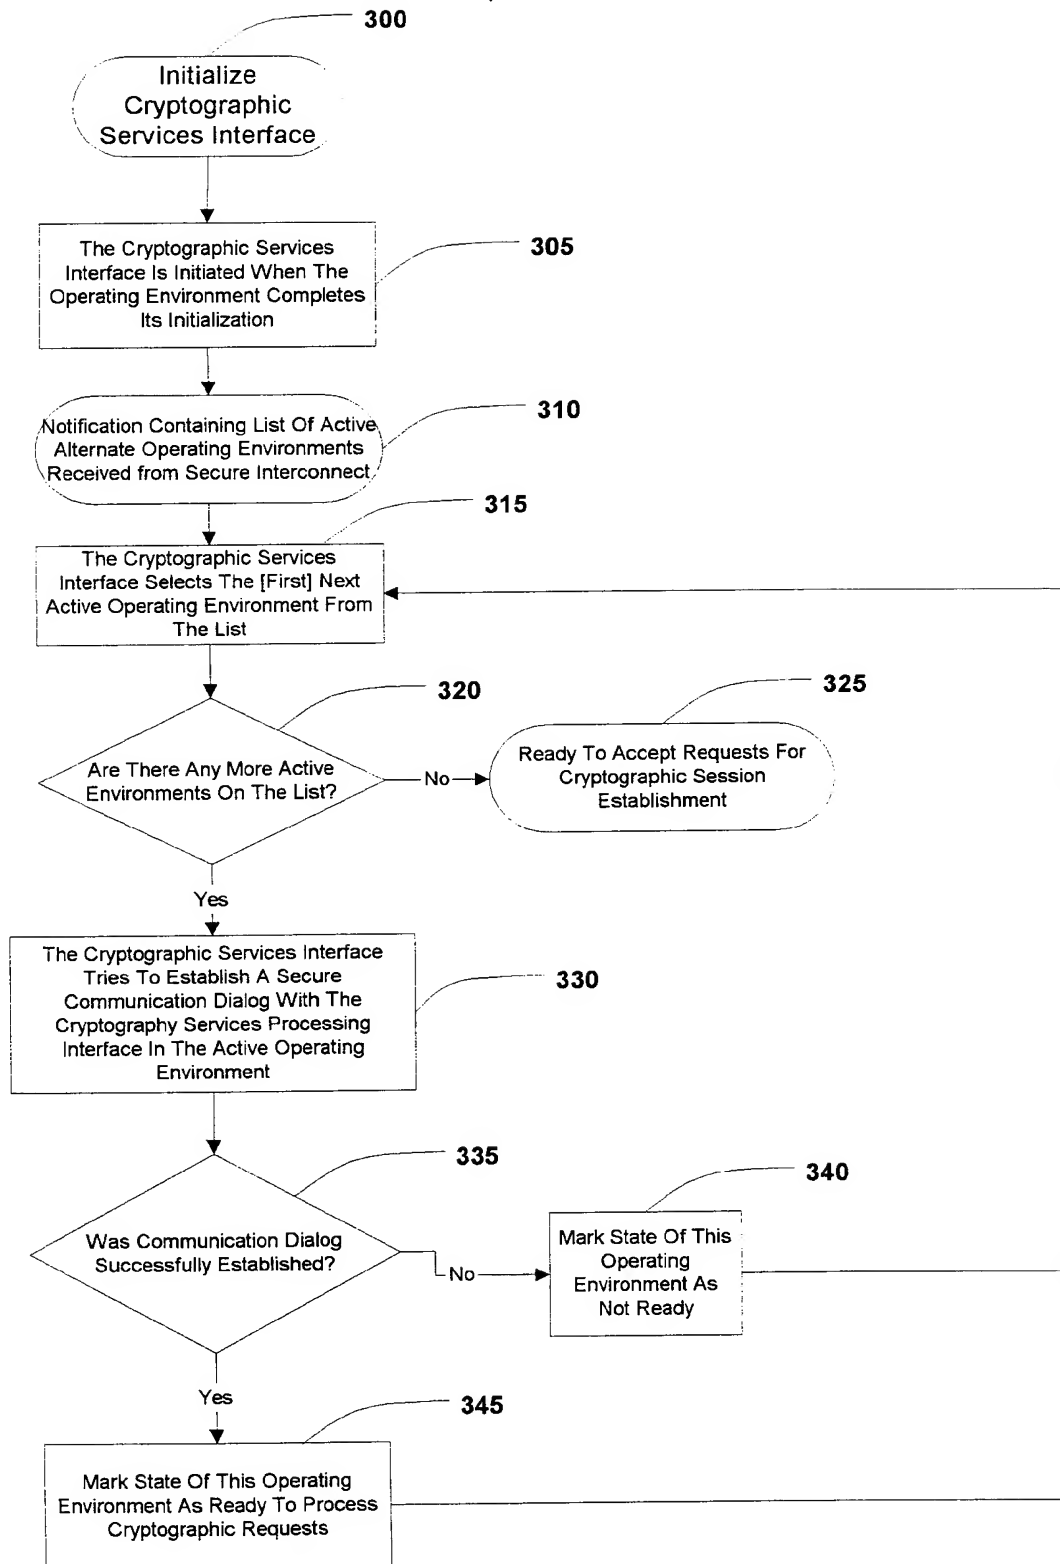 300
Initialize
Cryptographic
Services Interface
305
The Cryptographic Services
Interface Is Initiated When The
Operating Environment Completes
Its Initialization
310
Notification Containing List Of Active
Alternate Operating Environments
Received from Secure Interconnect
315
The Cryptographic Services
Interface Selects The [First] Next
Active Operating Environment From
The List
320
Are There Any More Active
Environments On The List?
No
325
Ready To Accept Requests For
Cryptographic Session
Establishment
Yes
330
The Cryptographic Services Interface
Tries To Establish A Secure
Communication Dialog With The
Cryptography Services Processing
Interface In The Active Operating
Environment
335
Was Communication Dialog
Successfully Established?
No
340
Mark State Of This
Operating
Environment As
Not Ready
Yes
345
Mark State Of This Operating
Environment As Ready To Process
Cryptographic Requests